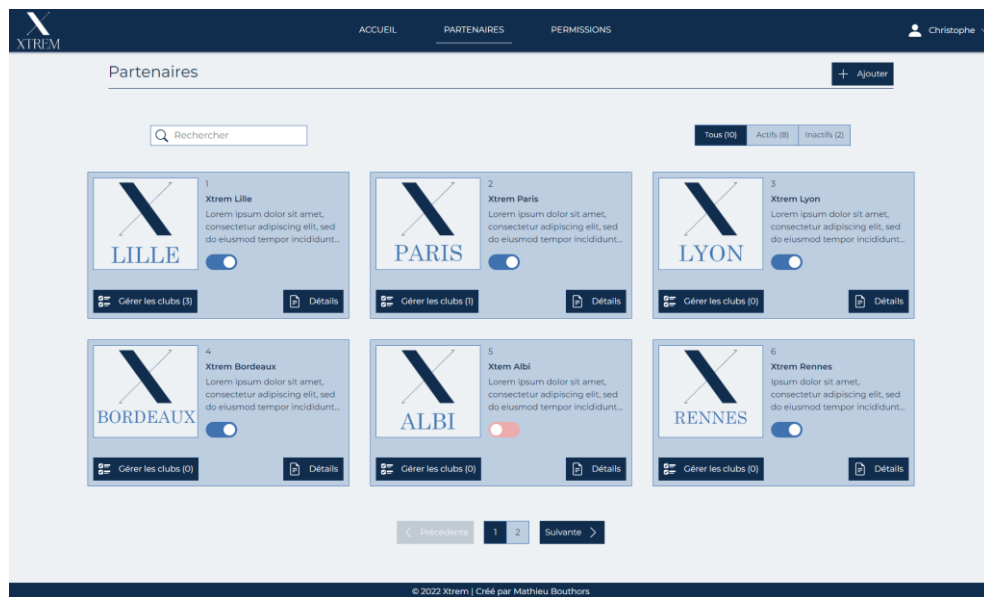 XTREM
ACCUEIL PARTENAIRES PERMISSIONS Christophe
Partenaires + Ajouter
Rechercher Tous (10) Actifs (8) Inactifs (2)
1
Xtrem Lille
Lorem ipsum dolor sit amet,
consectetur adipiscing elit, sed
do eiusmod tempor incididunt...
LILLE
Gérer les clubs (3) Détails
2
Xtrem Paris
Lorem ipsum dolor sit amet,
consectetur adipiscing elit, sed
do eiusmod tempor incididunt...
PARIS
Gérer les clubs (1) Détails
3
Xtrem Lyon
Lorem ipsum dolor sit amet,
consectetur adipiscing elit, sed
do eiusmod tempor incididunt...
LYON
Gérer les clubs (0) Détails
4
Xtrem Bordeaux
Lorem ipsum dolor sit amet,
consectetur adipiscing elit, sed
do eiusmod tempor incididunt...
BORDEAUX
Gérer les clubs (0) Détails
5
Xtem Albi
Lorem ipsum dolor sit amet,
consectetur adipiscing elit, sed
do eiusmod tempor incididunt...
ALBI
Gérer les clubs (0) Détails
6
Xtrem Rennes
Ipsum dolor sit amet,
consectetur adipiscing elit, sed
do eiusmod tempor incididunt...
RENNES
Gérer les clubs (0) Détails
Précédente 1 2 Suivante
© 2022 Xtrem | Créé par Mathieu Bouthors